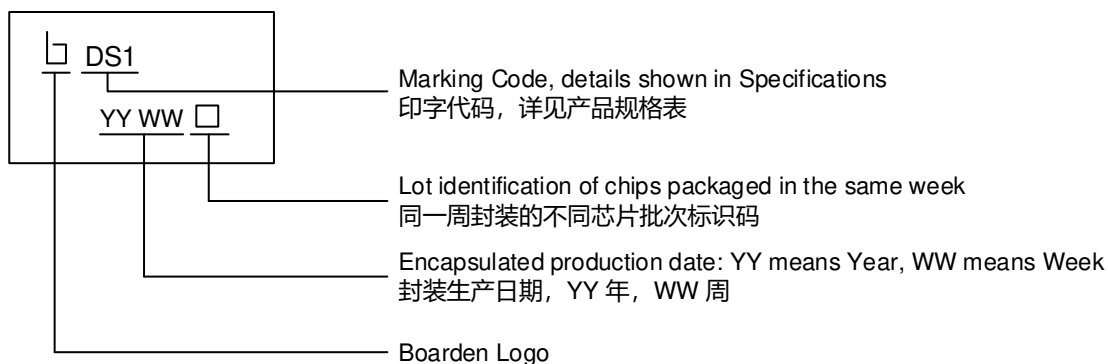 DS1
YY WW
Marking Code, details shown in Specifications
印字代码，详见产品规格表
Lot identification of chips packaged in the same week
同一周封装的不同芯片批次标识码
Encapsulated production date: YY means Year, WW means Week
封装生产日期，YY 年，WW 周
Boarden Logo